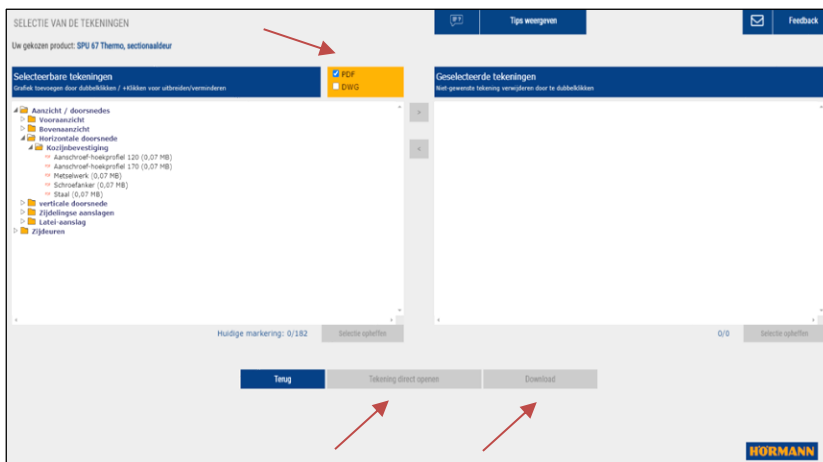 SELECTIE VAN DE TEKENINGEN
Tips weergeven
Feedback
Uw gekozen product: SPU 67 Thermo, sectionaaldeur
Selecteerbare tekeningen
Grafiek toevoegen door dubbelklikken / +Klikken voor uitbreiden/verminderen
PDF
DWG
Geselecteerde tekeningen
Niet-gewenste tekening verwijderen door te dubbelklikken
Aanzicht / doorsnedes
Vooraanzicht
Bovenaanzicht
Horizontale doorsnede
Kozijnbevestiging
Aanschroef-hoekprofiel 120 (0,07 MB)
Aanschroef-hoekprofiel 170 (0,07 MB)
Metselwerk (0,07 MB)
Schroefanker (0,07 MB)
Staal (0,07 MB)
verticale doorsnede
Zijdelingse aanslagen
Latei-aanslag
Zijdeuren
Huidige markering: 0/182
Selectie opheffen
0/0
Selectie opheffen
Terug
Tekening direct openen
Download
HÖRMANN